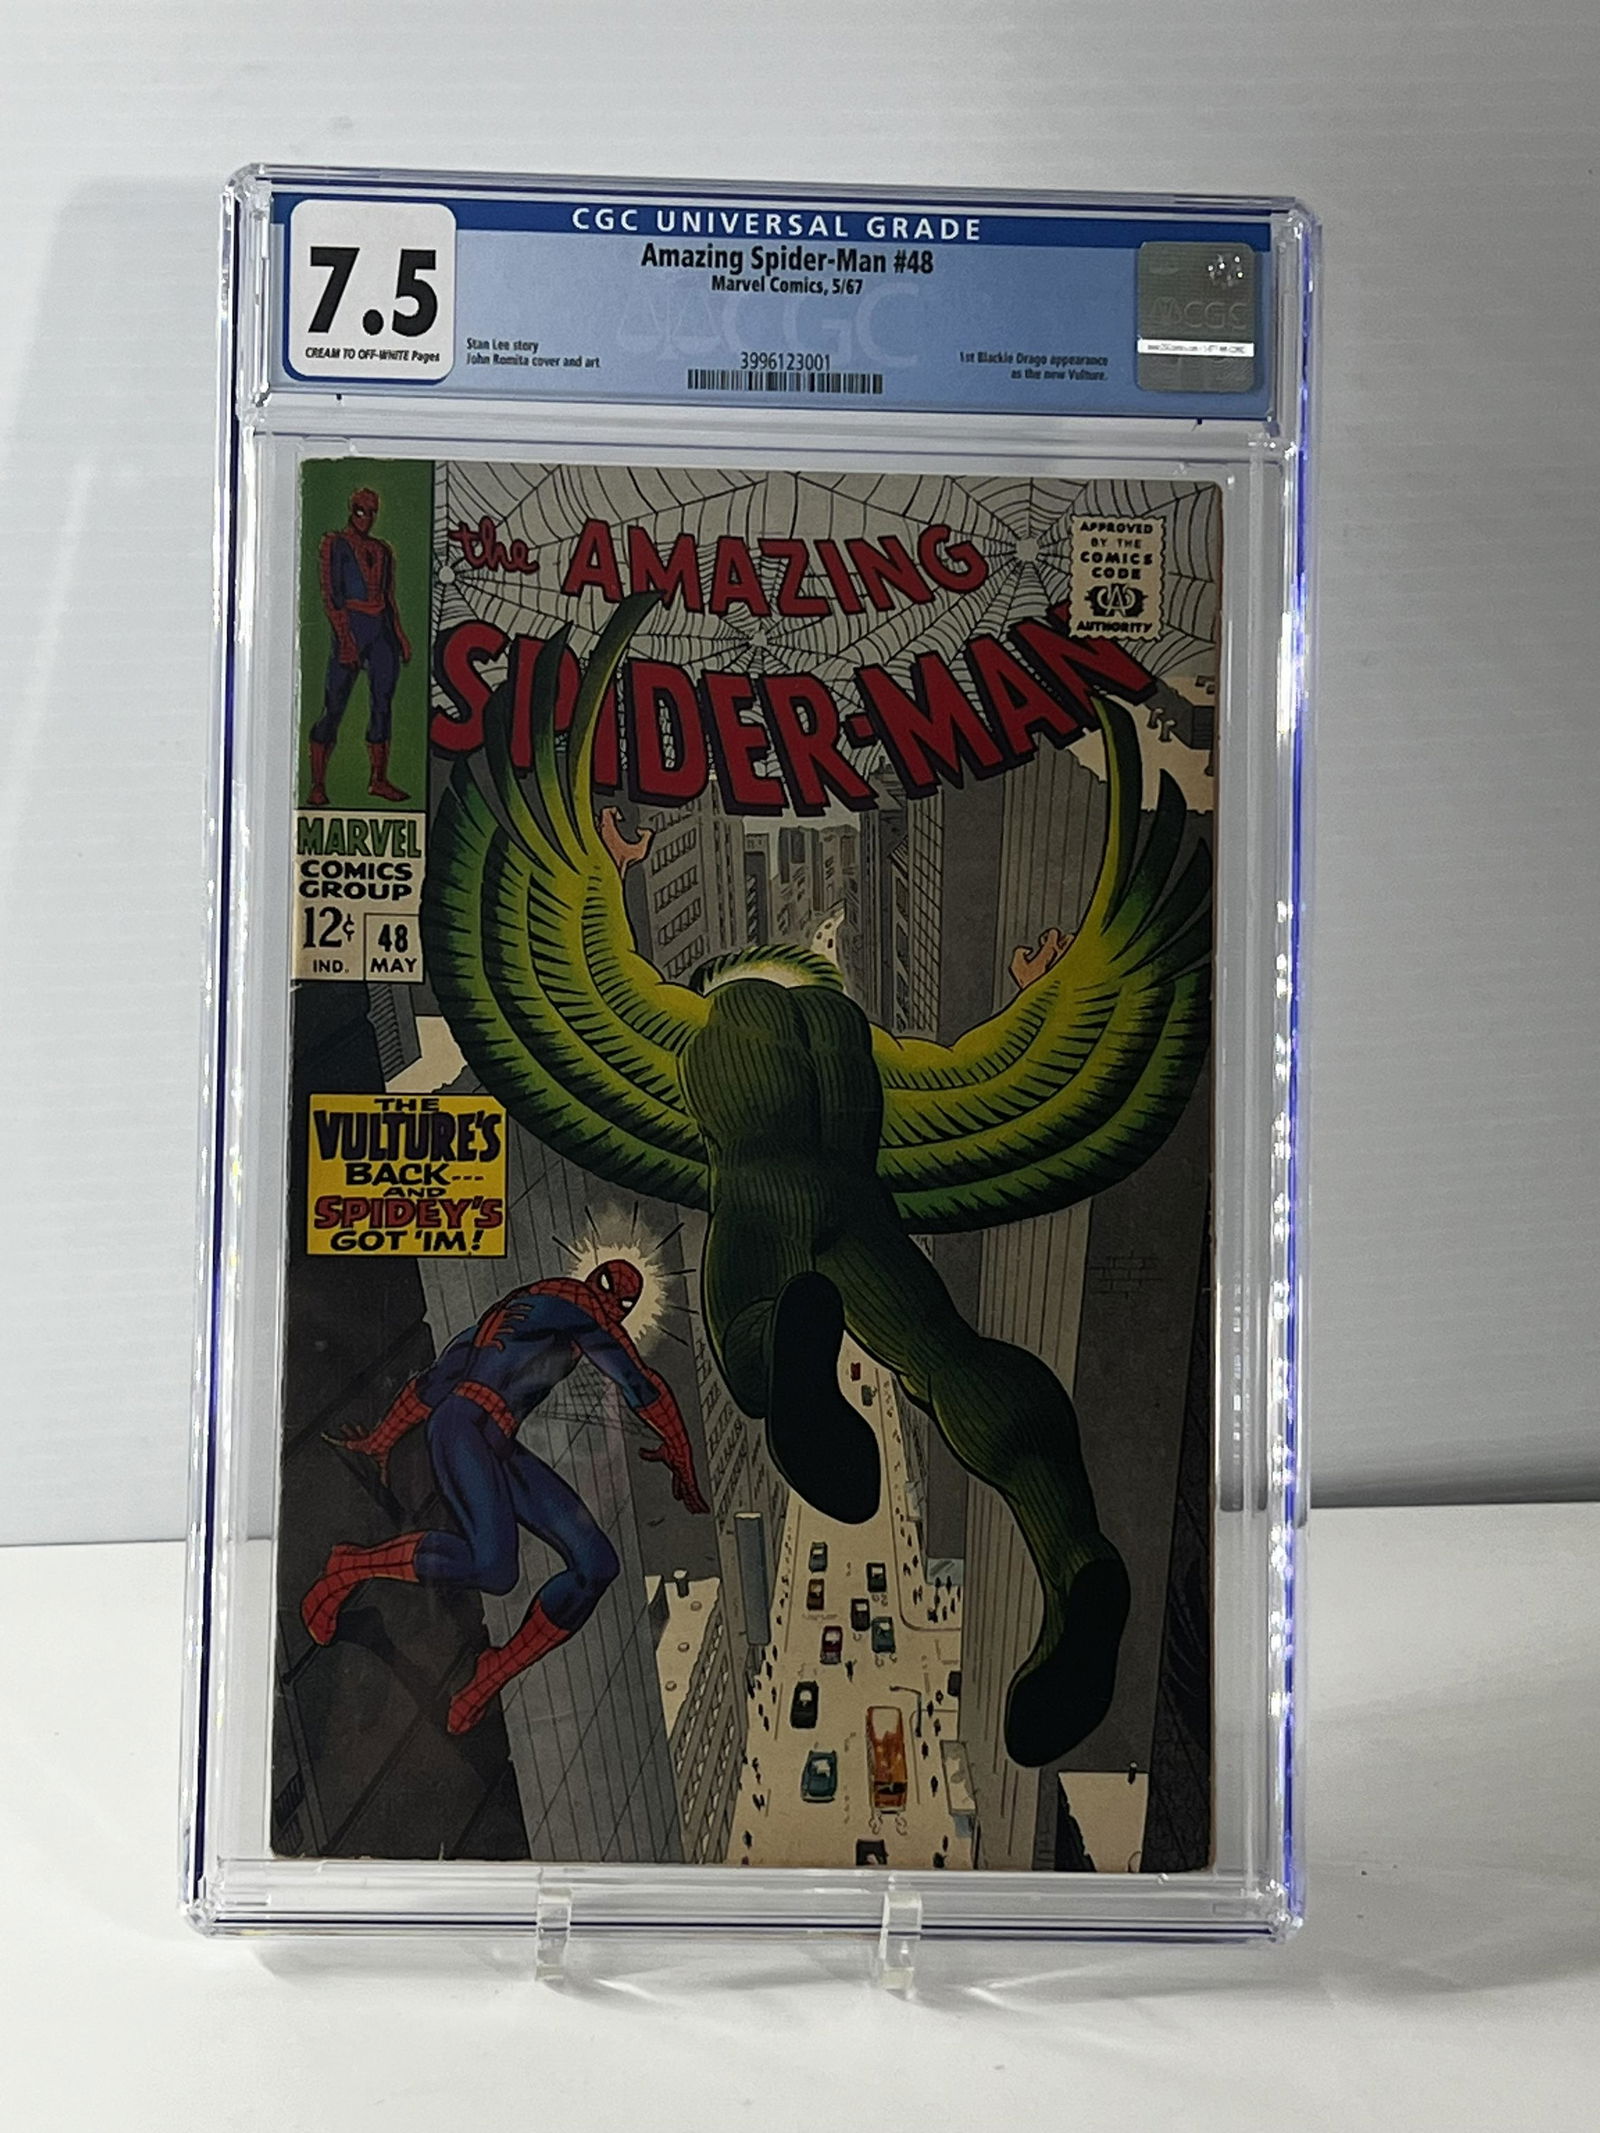 CGC UNIVERSAL GRADE
7.5
CREAM TO OFF-WHITE Pages
Amazing Spider-Man #48
Marvel Comics, 5/67
Stan Lee story
John Romita cover and art
3996123001
1st Blackie Drago appearance
as the new Vulture.
CGC
the AMAZING
SPIDER-MAN
APPROVED
BY THE
COMICS
CODE
CA
AUTHORITY
MARVEL
COMICS
GROUP
12¢
IND.
48
MAY
THE
VULTURE'S
BACK---
AND
SPIDEY'S
GOT 'IM!